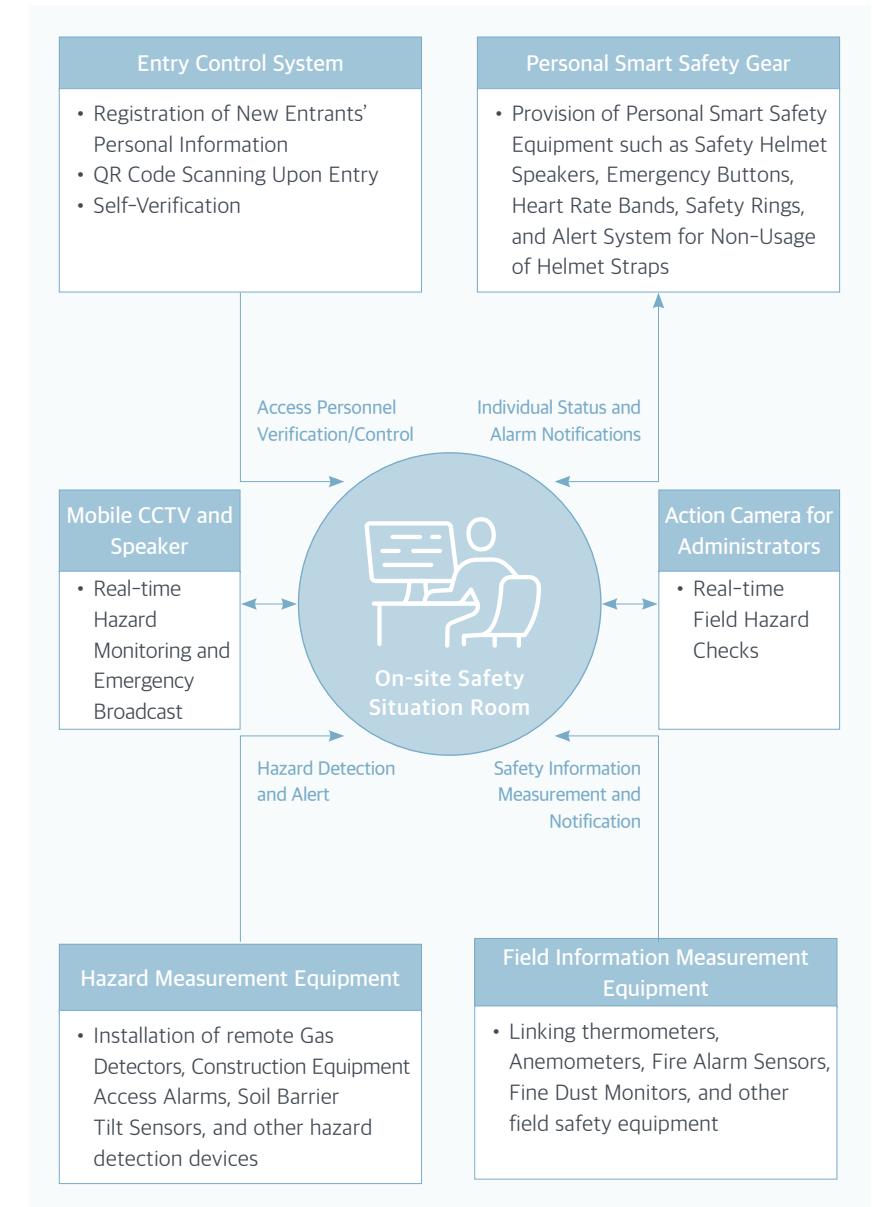 Entry Control System
• Registration of New Entrants’
Personal Information
• QR Code Scanning Upon Entry
• Self-Verification
Personal Smart Safety Gear
• Provision of Personal Smart Safety
Equipment such as Safety Helmet
Speakers, Emergency Buttons,
Heart Rate Bands, Safety Rings,
and Alert System for Non-Usage
of Helmet Straps
Access Personnel
Verification/Control
Individual Status and
Alarm Notifications
Mobile CCTV and
Speaker
• Real-time
Hazard
Monitoring and
Emergency
Broadcast
On-site Safety
Situation Room
Action Camera for
Administrators
• Real-time
Field Hazard
Checks
Hazard Detection
and Alert
Safety Information
Measurement and
Notification
Hazard Measurement Equipment
• Installation of remote Gas
Detectors, Construction Equipment
Access Alarms, Soil Barrier
Tilt Sensors, and other hazard
detection devices
Field Information Measurement
Equipment
• Linking thermometers,
Anemometers, Fire Alarm Sensors,
Fine Dust Monitors, and other
field safety equipment